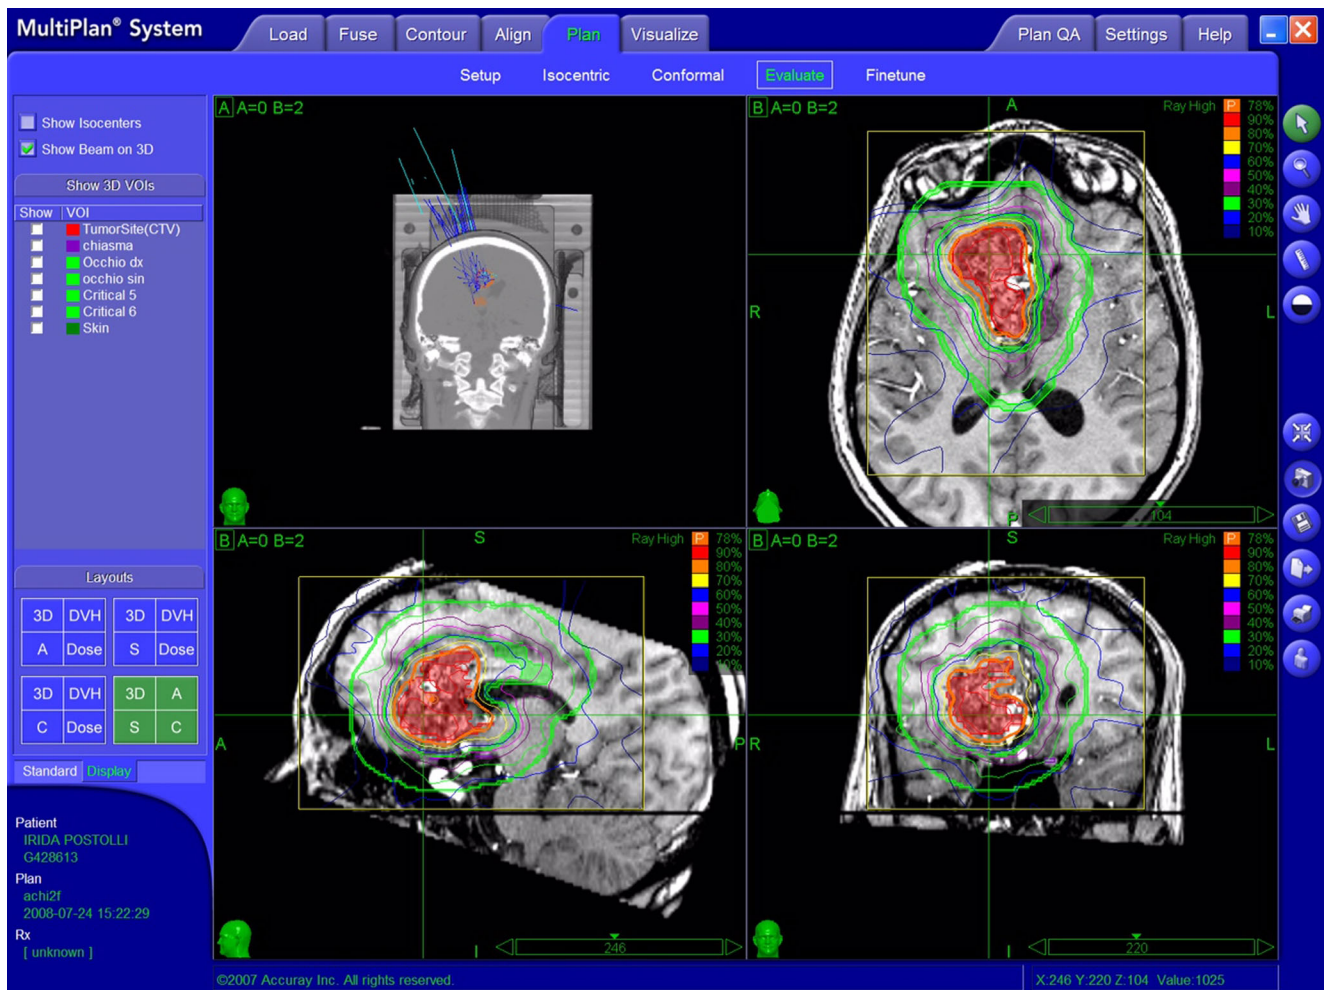 MultiPlan® System
Load Fuse Contour Align Plan Visualize Plan QA Settings Help
Setup Isocentric Conformal Evaluate Finetune
Show Isocenters
Show Beam on 3D
Show 3D VOIs
Show VOI
TumorSite(CTV)
chiasma
Occhio dx
occhio sin
Critical 5
Critical 6
Skin
Layouts
3D DVH 3D DVH
A Dose S Dose
3D DVH 3D A
C Dose S C
Standard Display
Patient
IRIDA POSTOLLI
G428613
Plan
achi2f
2008-07-24 15:22:29
Rx
[ unknown ]
A A=0 B=2
B A=0 B=2
A
Ray High P 78%
90%
80%
70%
60%
50%
40%
30%
20%
10%
R
L
P
104
B A=0 B=2
S
Ray High P 78%
90%
80%
70%
60%
50%
40%
30%
20%
10%
A
P
I
246
B A=0 B=2
S
Ray High P 78%
90%
80%
70%
60%
50%
40%
30%
20%
10%
R
L
I
220
©2007 Accuray Inc. All rights reserved.
X:246 Y:220 Z:104 Value:1025